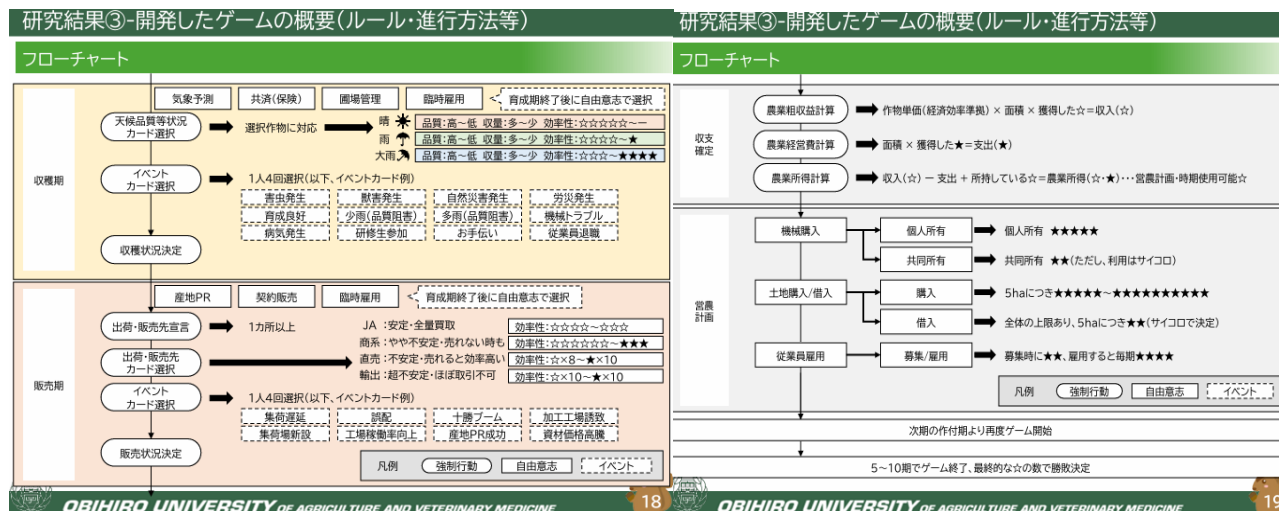 研究結果③-開発したゲームの概要(ルール・進行方法等)
フローチャート
収穫期
気象予測 共済(保険) 圃場管理 臨時雇用 育成期終了後に自由意志で選択
天候品質等状況
カード選択
選択作物に対応
晴 品質:高~低 収量:多~少 効率性:☆☆☆☆☆~ー
雨 品質:高~低 収量:多~少 効率性:☆☆☆☆~★
大雨 品質:高~低 収量:多~少 効率性:☆☆☆~★★★★
イベント
カード選択
1人4回選択(以下、イベントカード例)
害虫発生 獣害発生 自然災害発生 労災発生
育成良好 少雨(品質阻害) 多雨(品質阻害) 機械トラブル
病気発生 研修生参加 お手伝い 従業員退職
収穫状況決定
販売期
産地PR 契約販売 臨時雇用 育成期終了後に自由意志で選択
出荷・販売先宣言
1カ所以上
出荷・販売先
カード選択
JA :安定・全量買取 効率性:☆☆☆☆~☆☆☆
商系:やや不安定・売れない時も 効率性:☆☆☆☆☆☆~★★★
直売:不安定・売れると効率高い 効率性:☆×8~★×10
輸出:超不安定・ほぼ取引不可 効率性:☆×10~★×10
イベント
カード選択
1人4回選択(以下、イベントカード例)
集荷遅延 誤配 十勝ブーム 加工工場誘致
集荷場新設 工場稼働率向上 産地PR成功 資材価格高騰
販売状況決定
凡例 強制行動 自由意志 イベント
OBIHIRO UNIVERSITY OF AGRICULTURE AND VETERINARY MEDICINE
18
研究結果③-開発したゲームの概要(ルール・進行方法等)
フローチャート
収支
確定
農業粗収益計算 作物単価(経済効率準拠) × 面積 × 獲得した☆=収入(☆)
農業経営費計算 面積 × 獲得した★=支出(★)
農業所得計算 収入(☆) ー 支出 + 所持している☆=農業所得(☆・★)・・・営農計画・時期使用可能☆
営農
計画
機械購入 個人所有 個人所有 ★★★★★
共同所有 共同所有 ★★(ただし、利用はサイコロ)
土地購入/借入 購入 5haにつき★★★★★~★★★★★★★★★★
借入 全体の上限あり、5haにつき★★(サイコロで決定)
従業員雇用 募集/雇用 募集時に★★、雇用すると毎期★★★★
凡例 強制行動 自由意志 イベント
次期の作付期より再度ゲーム開始
5~10期でゲーム終了、最終的な☆の数で勝敗決定
OBIHIRO UNIVERSITY OF AGRICULTURE AND VETERINARY MEDICINE
19